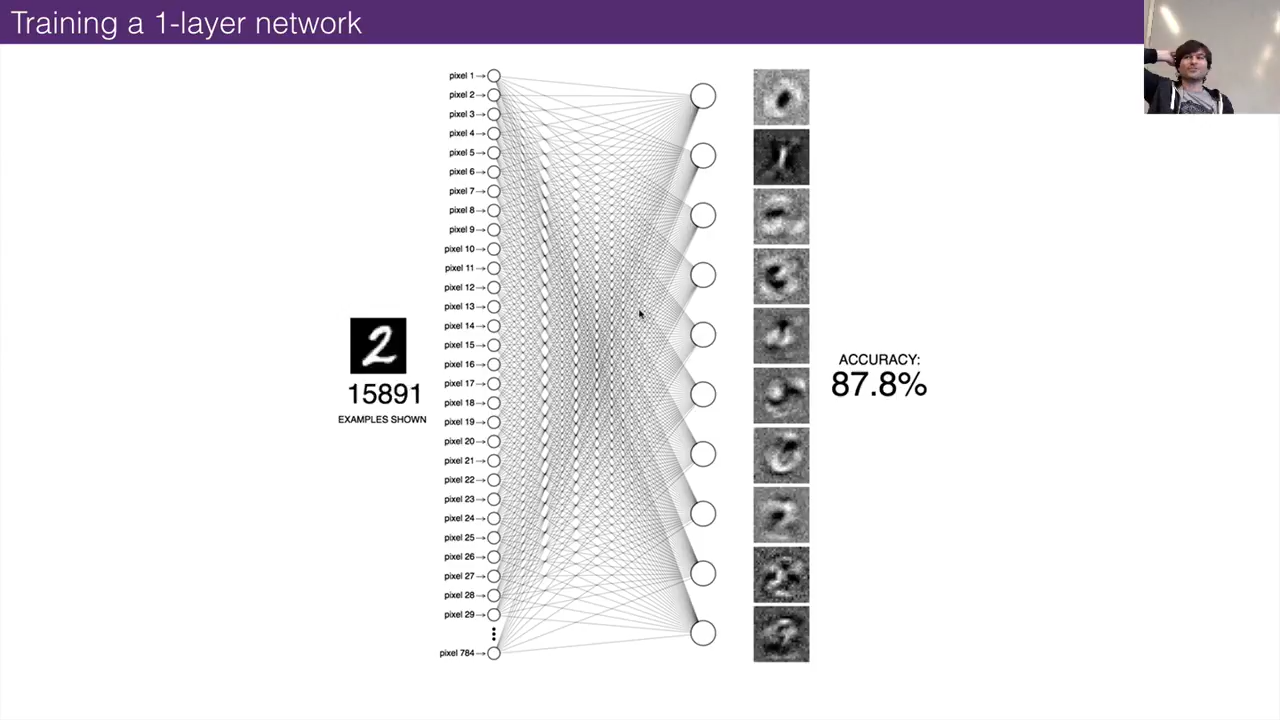 Training a 1-layer network
pixel 1
pixel 2
pixel 3
pixel 4
pixel 5
pixel 6
pixel 7
pixel 8
pixel 9
pixel 10
pixel 11
pixel 12
pixel 13
pixel 14
pixel 15
pixel 16
pixel 17
pixel 18
pixel 19
pixel 20
pixel 21
pixel 22
pixel 23
pixel 24
pixel 25
pixel 26
pixel 27
pixel 28
pixel 29
pixel 784
2
15891
EXAMPLES SHOWN
ACCURACY:
87.8%